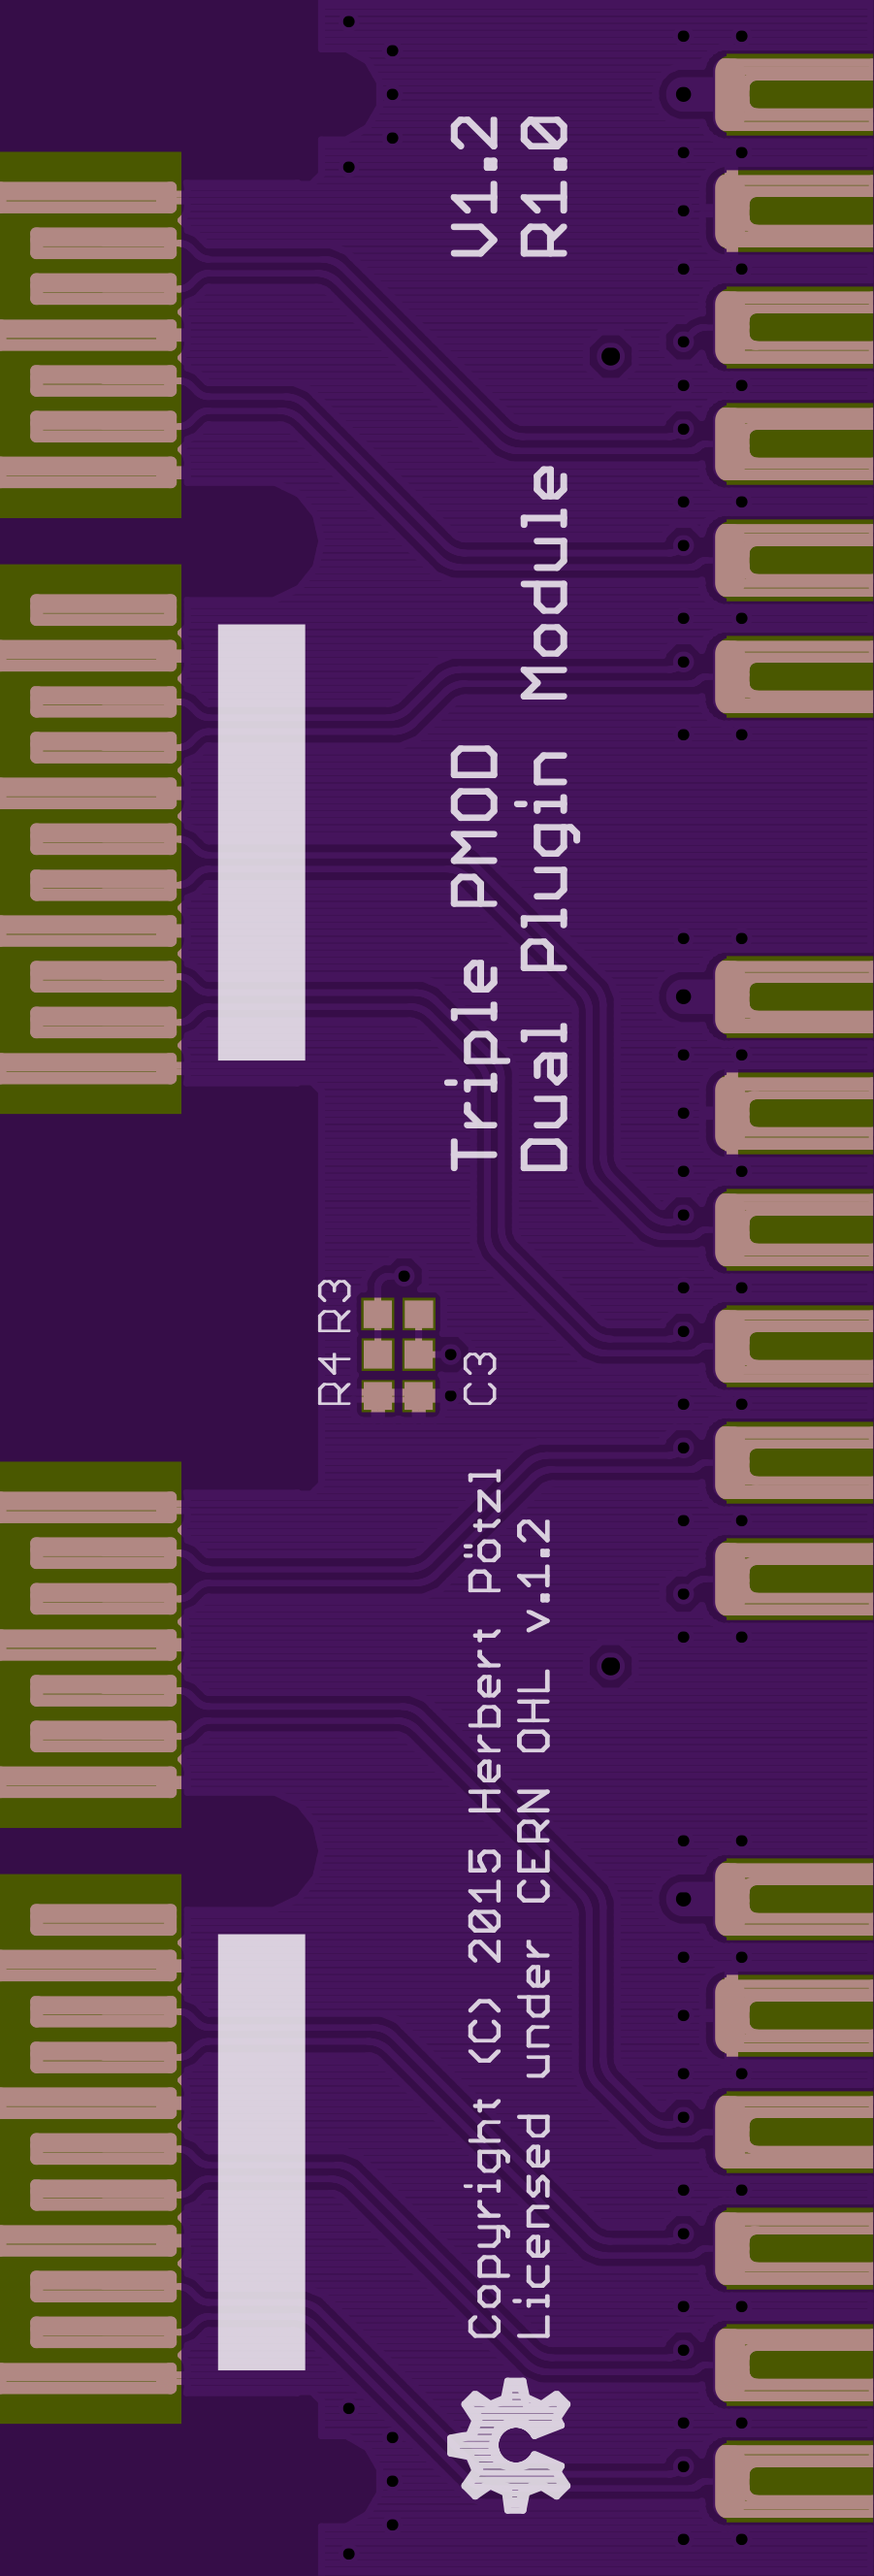 Triple PMOD
Dual Plugin Module
V1.2
R1.0
R4 R3
C3
Copyright (C) 2015 Herbert Pötzl
Licensed under CERN OHL v.1.2